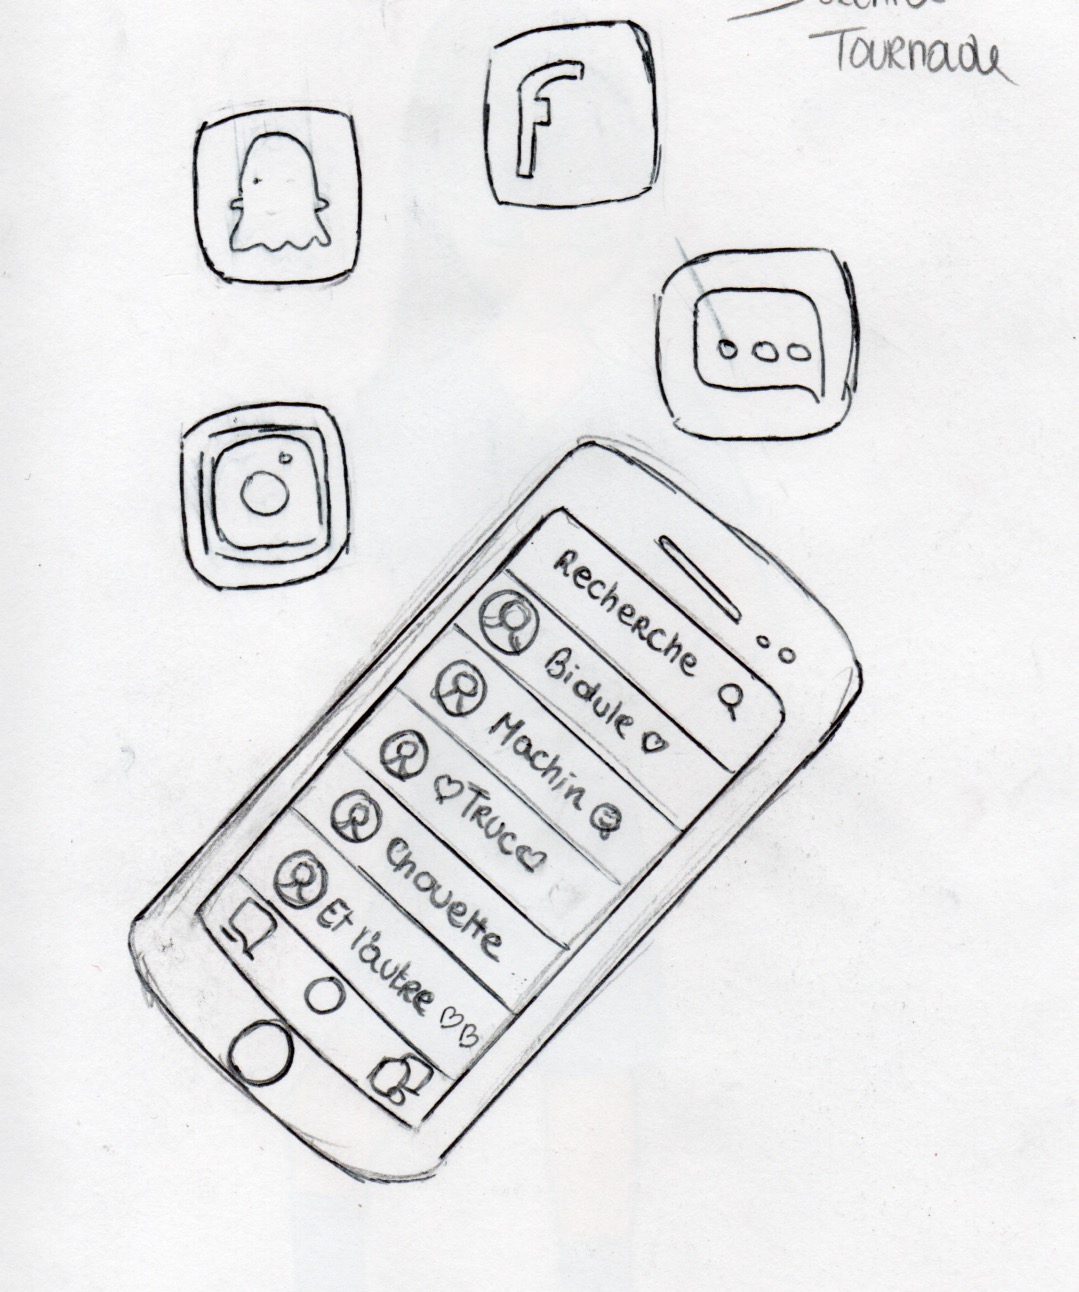 Tournade
F
Recherche
Bidule ♡
Machin
♡ Truc ♡
Chouette
Et l'autre ♡♡